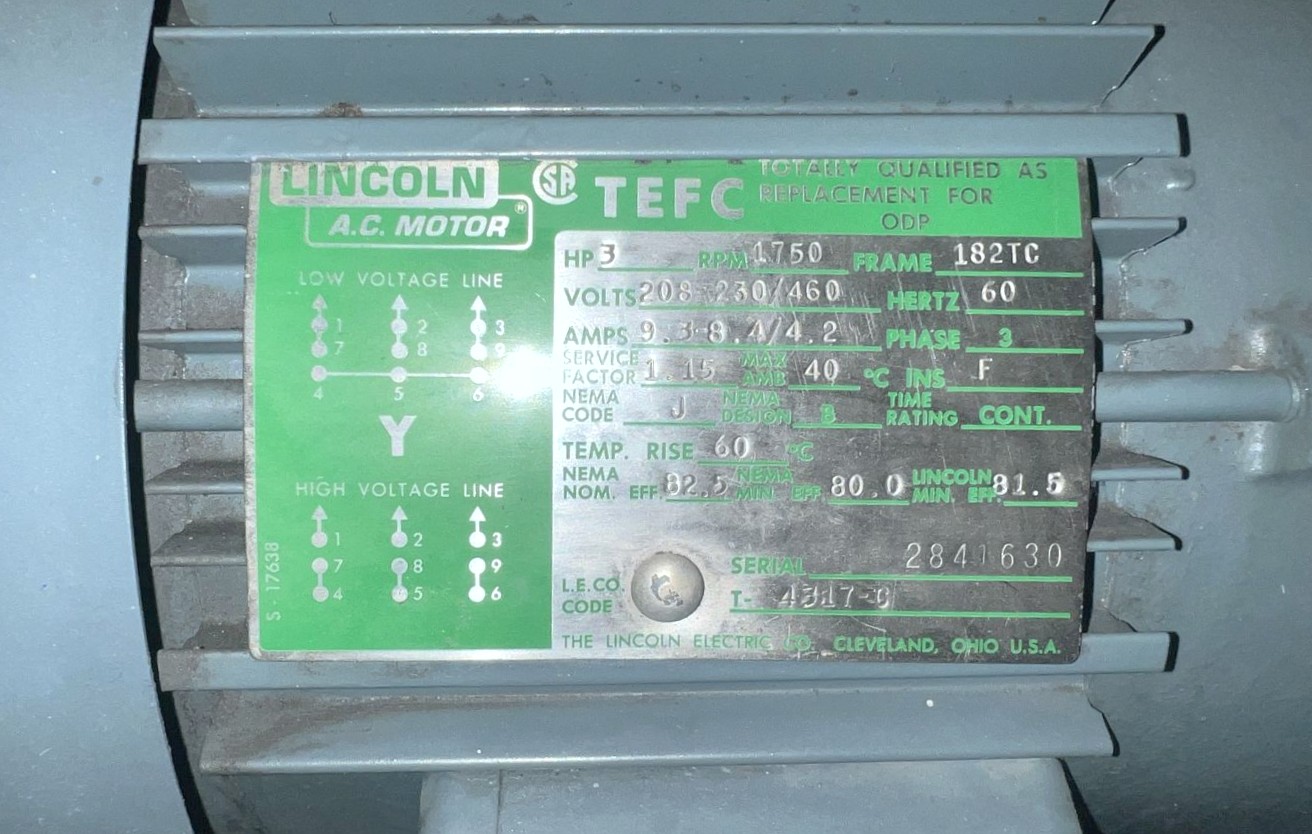 LINCOLN
A.C. MOTOR®
SA
TEFC
TOTALLY QUALIFIED AS
REPLACEMENT FOR
ODP
LOW VOLTAGE LINE
1 2 3
7 8 9
4 5 6
Y
HIGH VOLTAGE LINE
1 2 3
7 8 9
4 5 6
S-17638
HP 3 RPM 1750 FRAME 182TC
VOLTS 208-230/460 HERTZ 60
AMPS 9.3-8.4/4.2 PHASE 3
SERVICE FACTOR 1.15 MAX AMB 40 °C INS F
NEMA CODE J NEMA DESIGN B TIME RATING CONT.
TEMP. RISE 60 °C
NEMA NOM. EFF. 82.5 NEMA MIN. EFF. 80.0 LINCOLN MIN. EFF. 81.5
SERIAL 2841630
L.E.CO. CODE T- 4317-C
THE LINCOLN ELECTRIC CO. CLEVELAND, OHIO U.S.A.